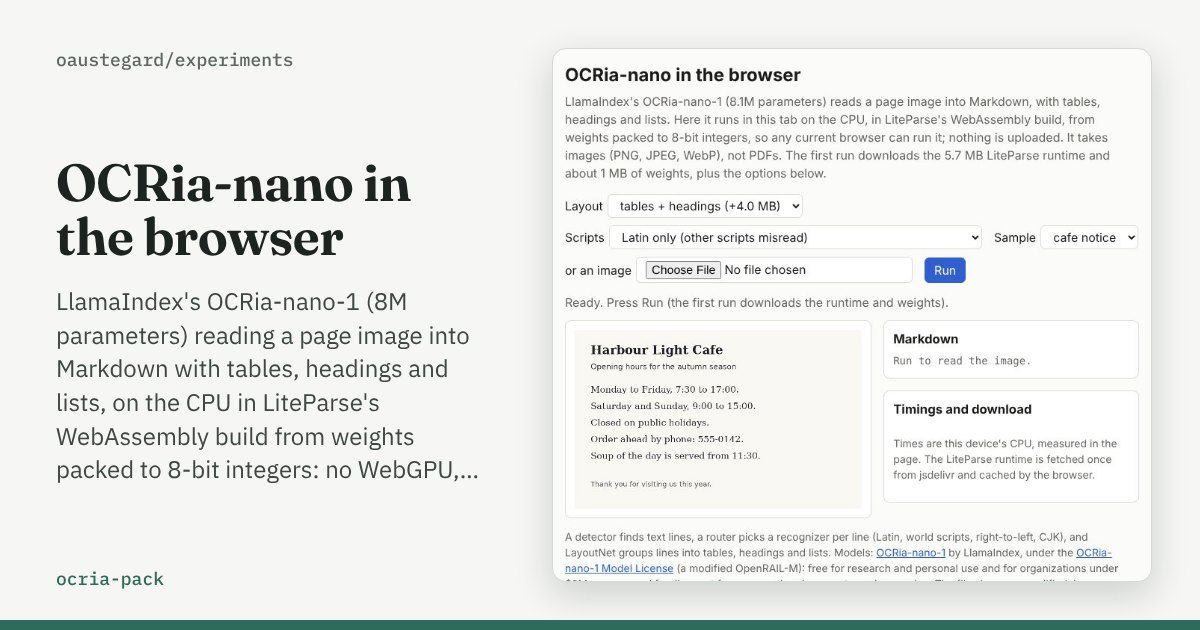 oaustegard/experiments
OCRia-nano in
the browser
LlamaIndex's OCRia-nano-1 (8M
parameters) reading a page image into
Markdown with tables, headings and
lists, on the CPU in LiteParse's
WebAssembly build from weights
packed to 8-bit integers: no WebGPU,...
ocria-pack
OCRia-nano in the browser
LlamaIndex's OCRia-nano-1 (8.1M parameters) reads a page image into Markdown, with tables,
headings and lists. Here it runs in this tab on the CPU, in LiteParse's WebAssembly build, from
weights packed to 8-bit integers, so any current browser can run it; nothing is uploaded. It takes
images (PNG, JPEG, WebP), not PDFs. The first run downloads the 5.7 MB LiteParse runtime and
about 1 MB of weights, plus the options below.
Layout tables + headings (+4.0 MB)
Scripts Latin only (other scripts misread) Sample cafe notice
or an image Choose File No file chosen Run
Ready. Press Run (the first run downloads the runtime and weights).
Harbour Light Cafe
Opening hours for the autumn season
Monday to Friday, 7:30 to 17:00.
Saturday and Sunday, 9:00 to 15:00.
Closed on public holidays.
Order ahead by phone: 555-0142.
Soup of the day is served from 11:30.
Thank you for visiting us this year.
Markdown
Run to read the image.
Timings and download
Times are this device's CPU, measured in the
page. The LiteParse runtime is fetched once
from jsdelivr and cached by the browser.
A detector finds text lines, a router picks a recognizer per line (Latin, world scripts, right-to-left, CJK), and
LayoutNet groups lines into tables, headings and lists. Models: OCRia-nano-1 by LlamaIndex, under the OCRia-
nano-1 Model License (a modified OpenRAIL-M): free for research and personal use and for organizations under